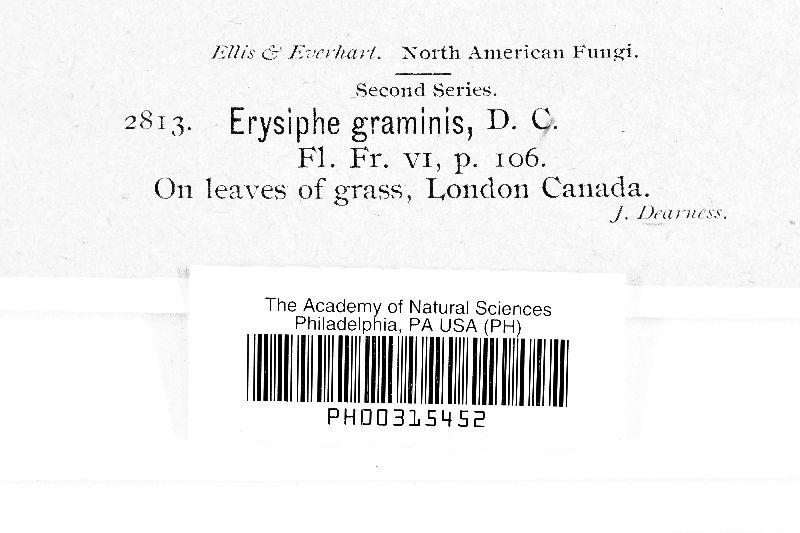 Ellis & Everhart. North American Fungi.
Second Series.
2813. Erysiphe graminis, D. C.
Fl. Fr. VI, p. 106.
On leaves of grass, London Canada.
J. Dearness.
The Academy of Natural Sciences
Philadelphia, PA USA (PH)
PH00315452